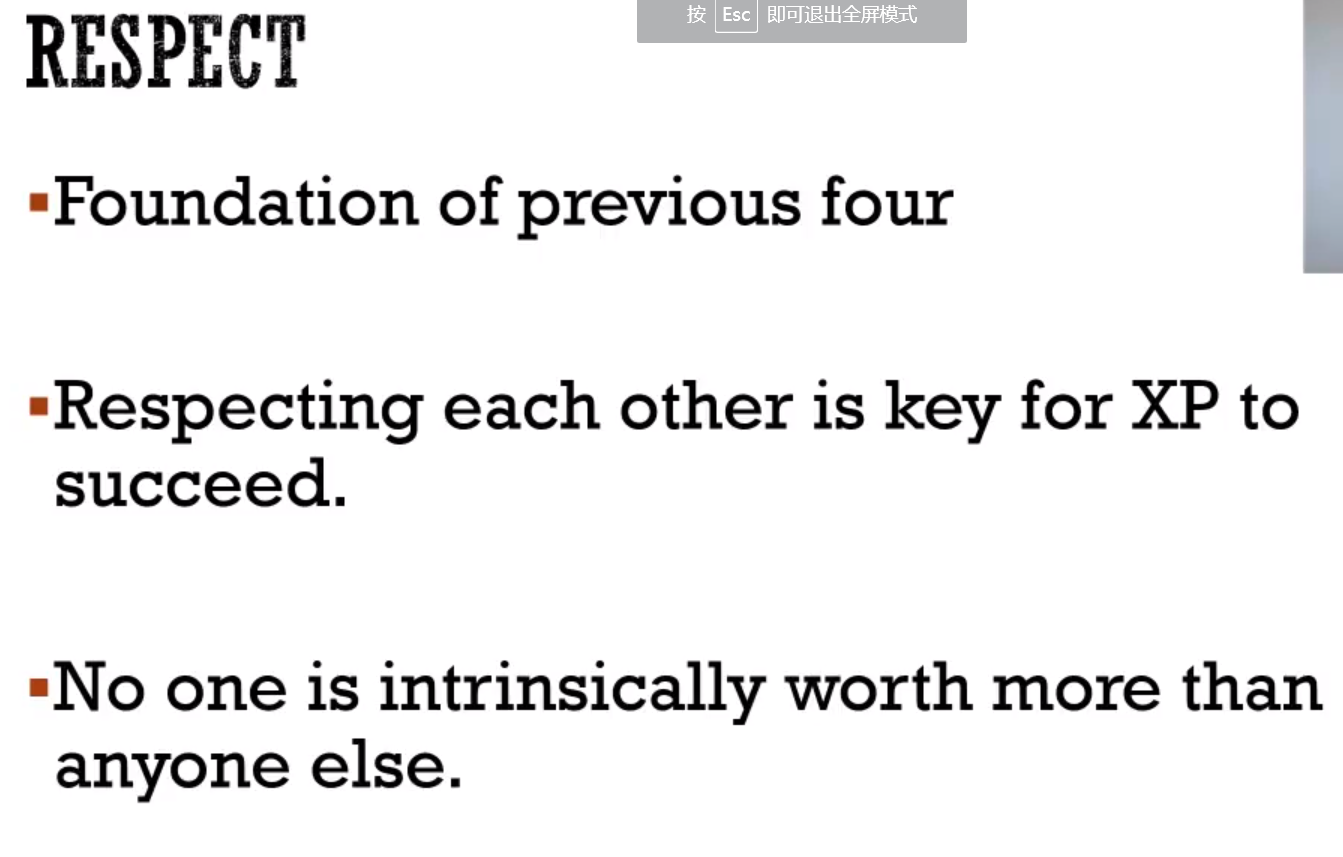 按 Esc 即可退出全屏模式
RESPECT
▪Foundation of previous four
▪Respecting each other is key for XP to
succeed.
▪No one is intrinsically worth more than
anyone else.